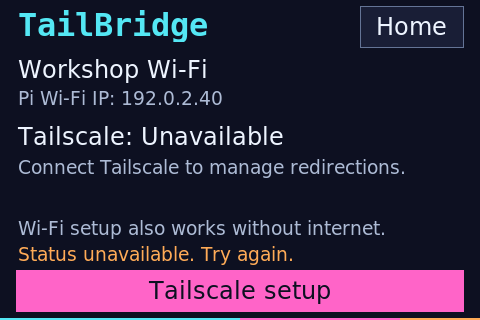 TailBridge
Home
Workshop Wi-Fi
Pi Wi-Fi IP: 192.0.2.40
Tailscale: Unavailable
Connect Tailscale to manage redirections.
Wi-Fi setup also works without internet.
Status unavailable. Try again.
Tailscale setup